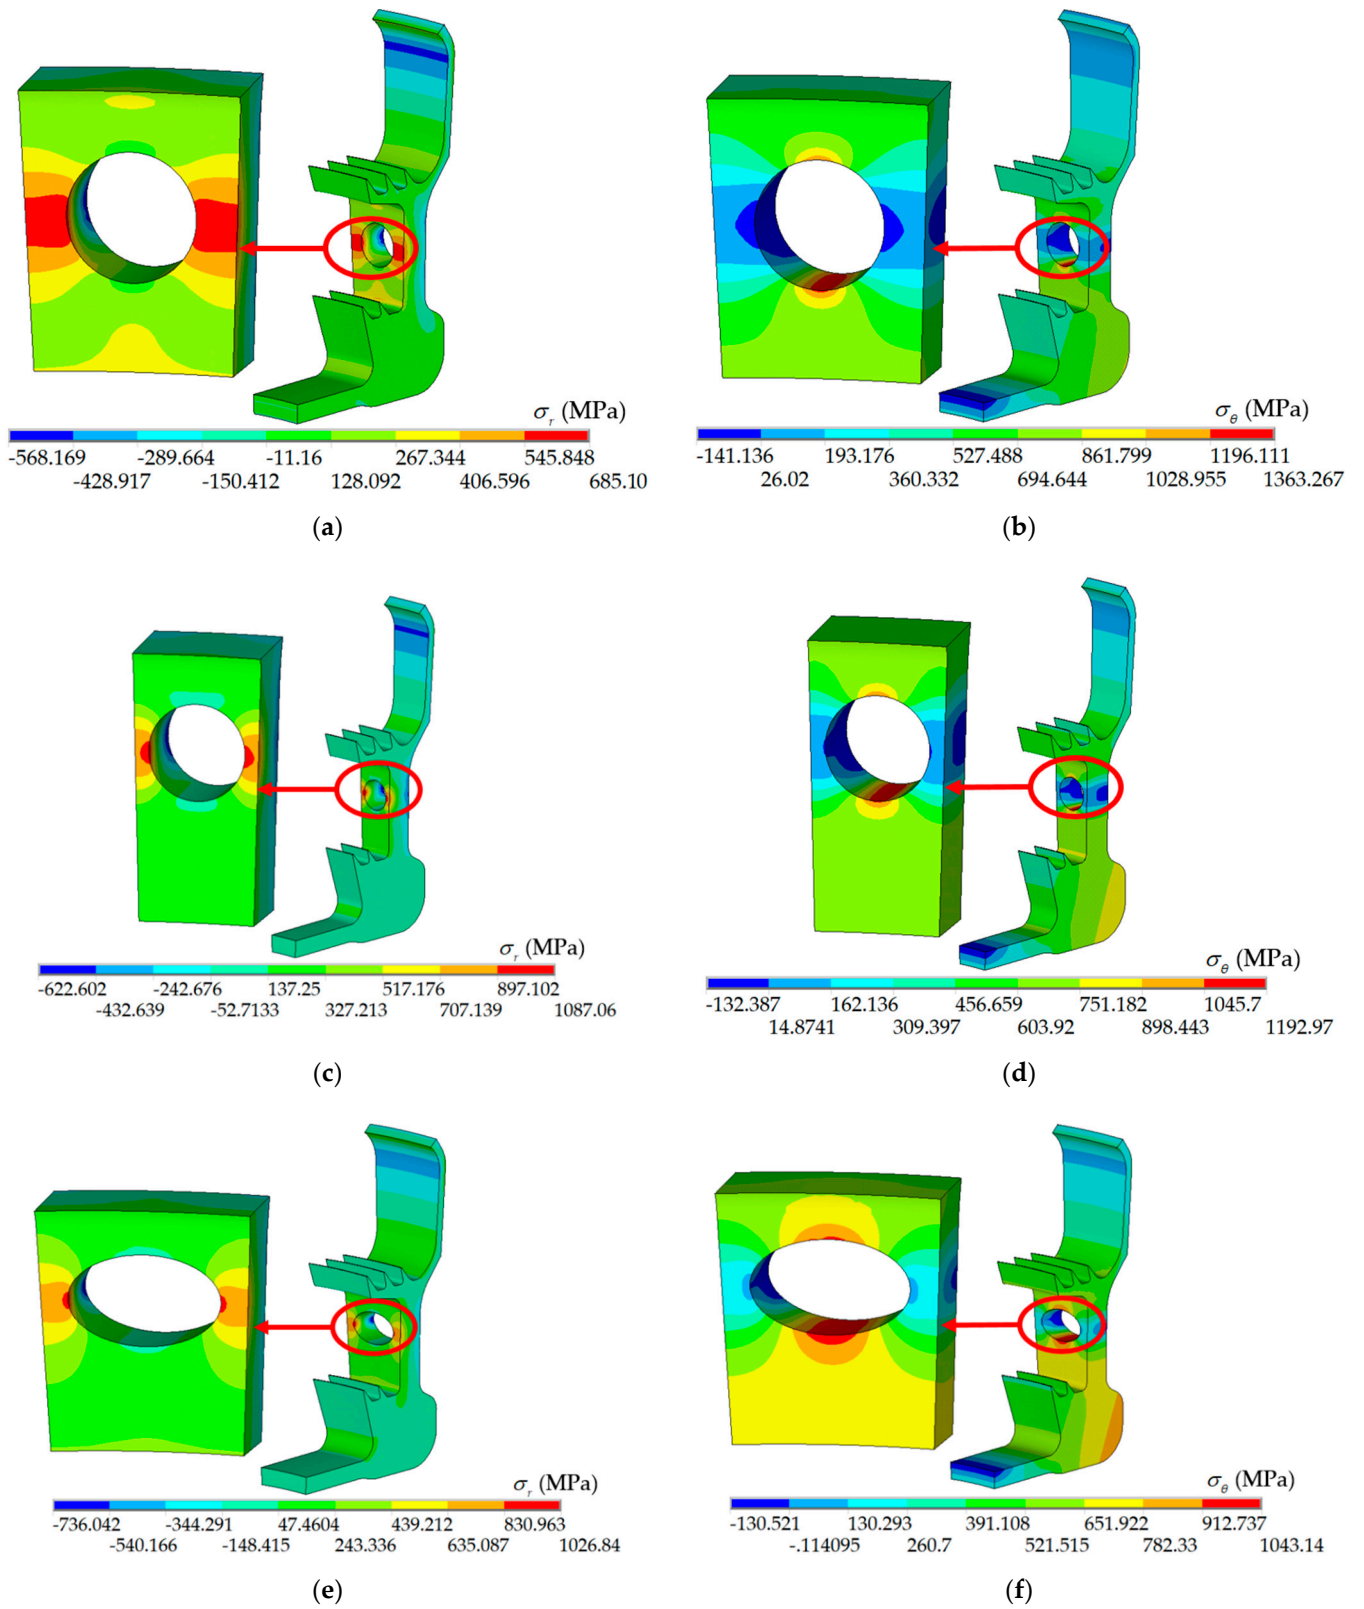 σr (MPa)
-568.169 -289.664 -11.16 267.344 545.848
-428.917 -150.412 128.092 406.596 685.10
(a)
σθ (MPa)
-141.136 193.176 527.488 861.799 1196.111
26.02 360.332 694.644 1028.955 1363.267
(b)
σr (MPa)
-622.602 -242.676 137.25 517.176 897.102
-432.639 -52.7133 327.213 707.139 1087.06
(c)
σθ (MPa)
-132.387 162.136 456.659 751.182 1045.7
14.8741 309.397 603.92 898.443 1192.97
(d)
σr (MPa)
-736.042 -344.291 47.4604 439.212 830.963
-540.166 -148.415 243.336 635.087 1026.84
(e)
σθ (MPa)
-130.521 130.293 391.108 651.922 912.737
-.114095 260.7 521.515 782.33 1043.14
(f)